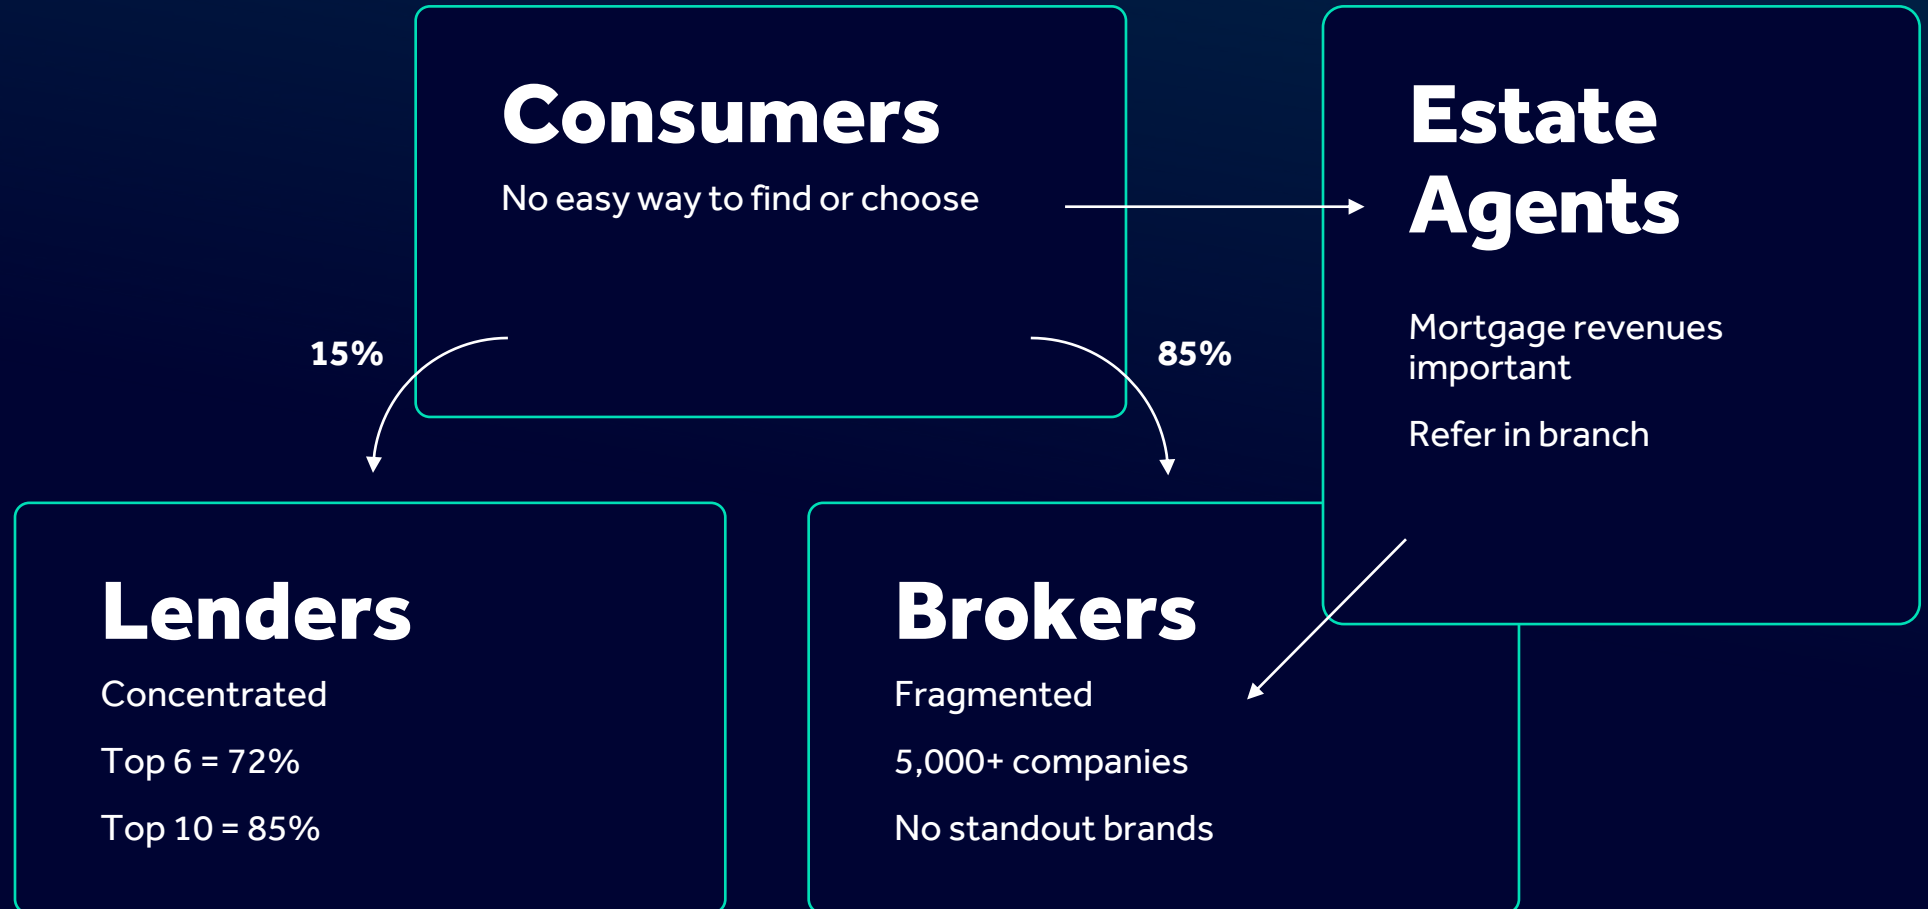 Consumers
No easy way to find or choose
Estate
Agents
Mortgage revenues
important
Refer in branch
15%
85%
Lenders
Concentrated
Top 6 = 72%
Top 10 = 85%
Brokers
Fragmented
5,000+ companies
No standout brands